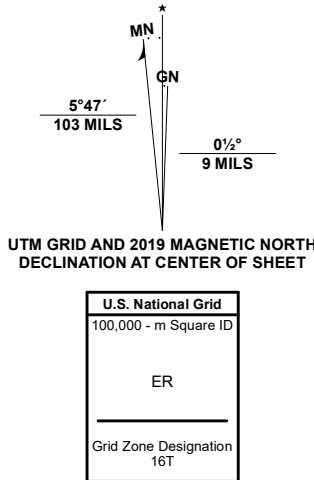 ★
MN
GN
5°47´
103 MILS
0½°
9 MILS
UTM GRID AND 2019 MAGNETIC NORTH
DECLINATION AT CENTER OF SHEET
U.S. National Grid
100,000 - m Square ID
ER
Grid Zone Designation
16T